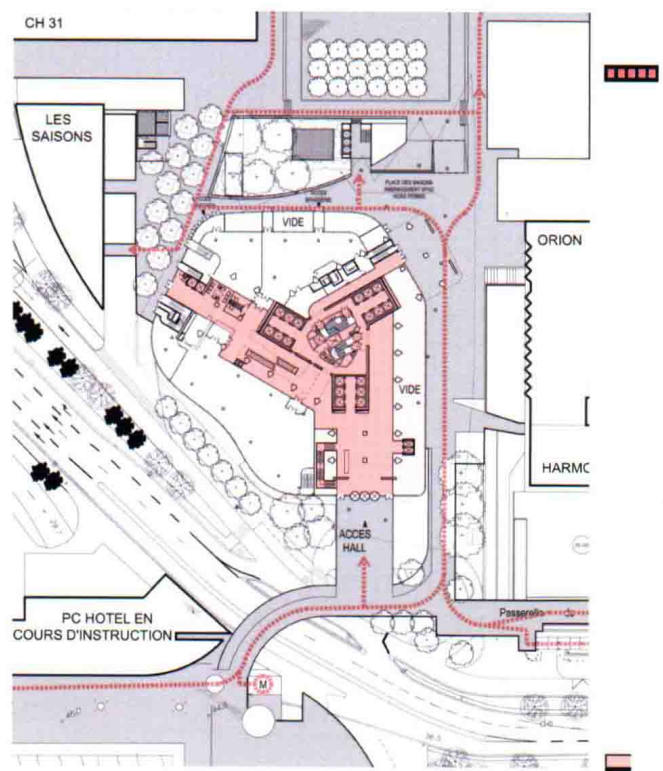 CH 31
LES
SAISONS
PLACE DES SAISONS
VIDE
ORION
VIDE
HARMO
ACCES
HALL
PC HOTEL EN
COURS D'INSTRUCTION
Passerelle de
M